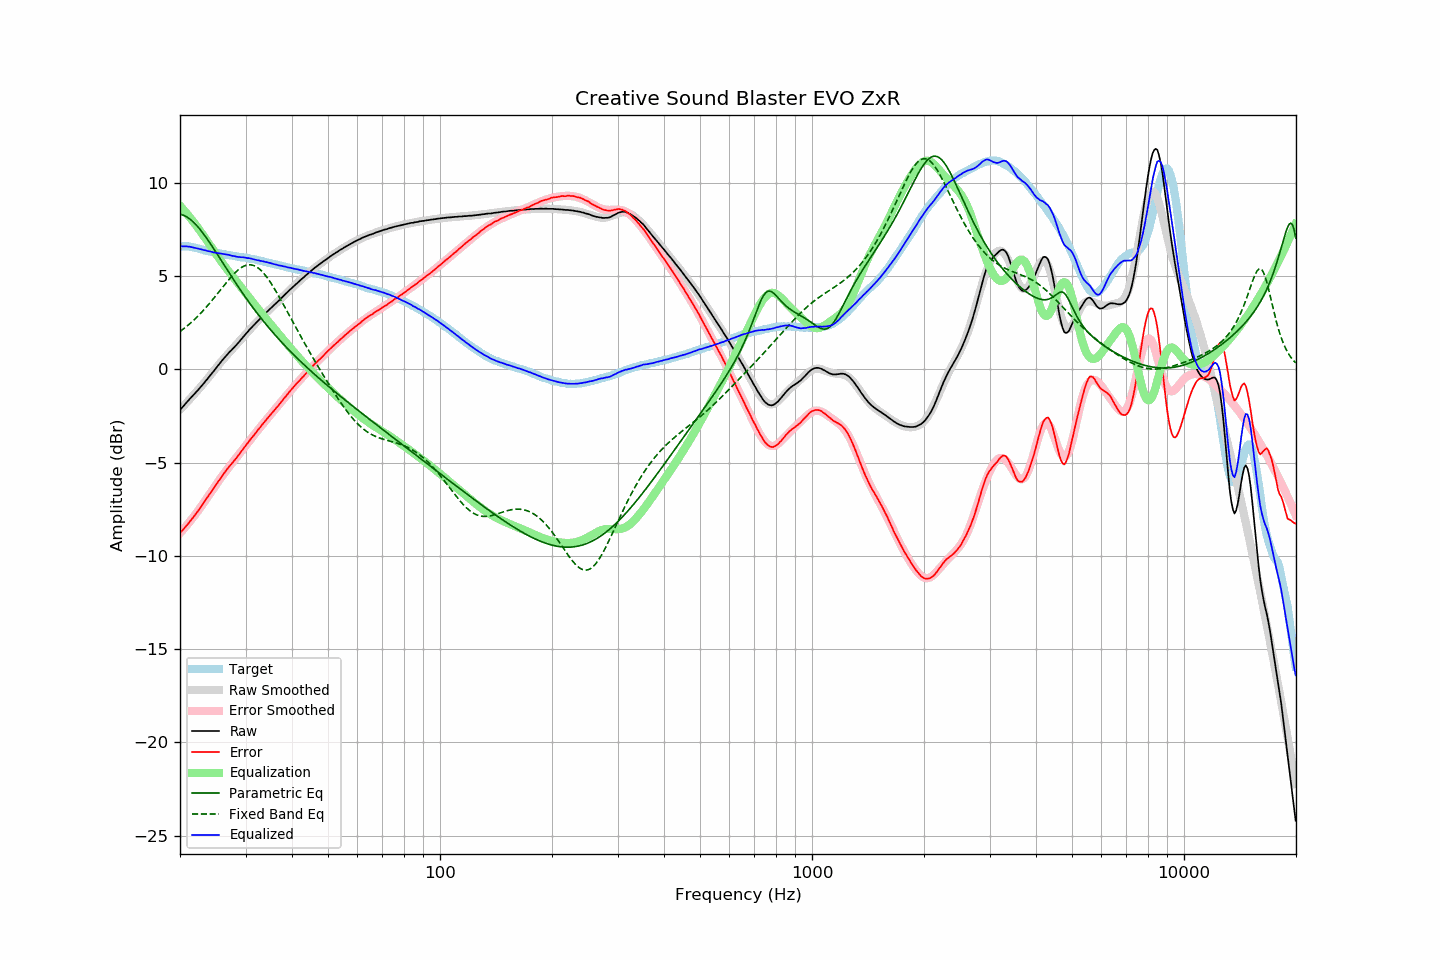 Creative Sound Blaster EVO ZxR
10
5
0
−5
−10
−15
−20
−25
Amplitude (dBr)
Target
Raw Smoothed
Error Smoothed
Raw
Error
Equalization
Parametric Eq
Fixed Band Eq
Equalized
100 1000 10000
Frequency (Hz)